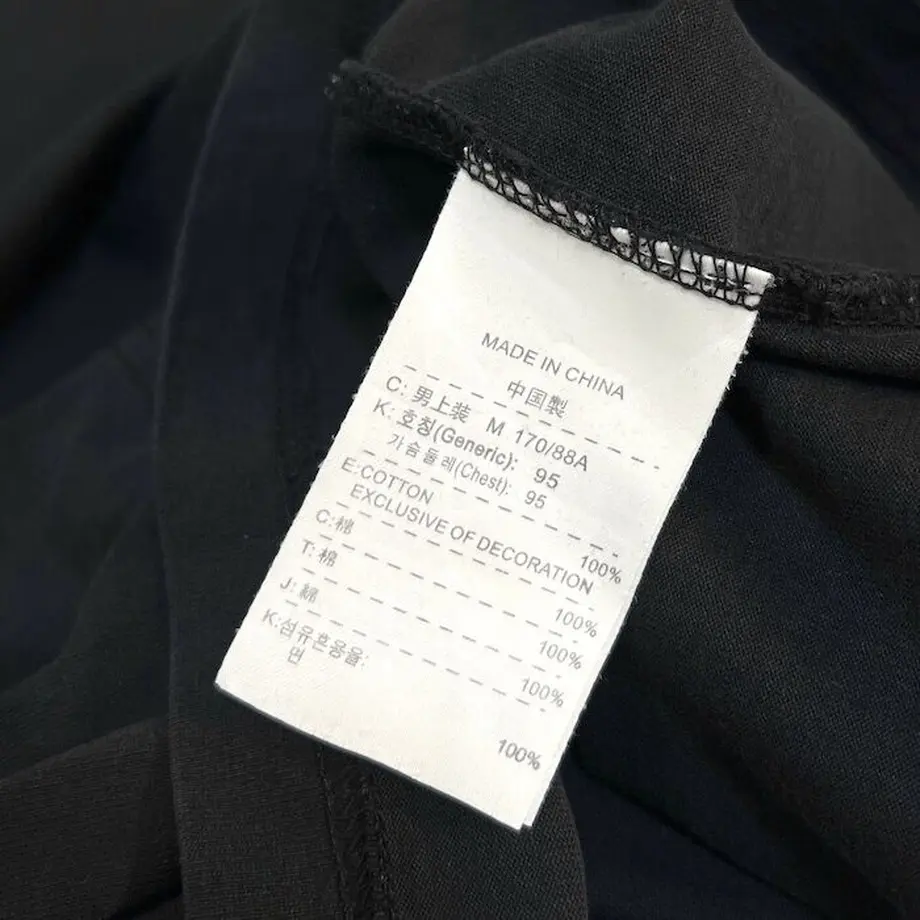 MADE IN CHINA
中国製
C: 男上装 M 170/88A
K: 호칭(Generic): 95
가슴둘레(Chest): 95
E:COTTON 100%
EXCLUSIVE OF DECORATION
C:棉 100%
T: 棉 100%
J: 綿 100%
K:섬유혼용율:
면 100%